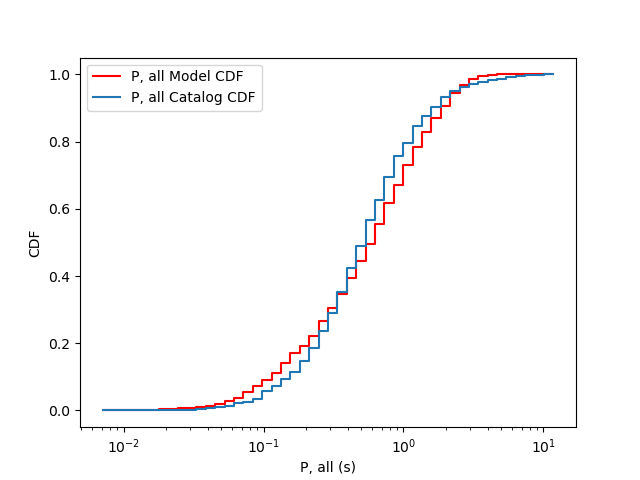 P, all Model CDF
P, all Catalog CDF
1.0
0.8
0.6
0.4
0.2
0.0
CDF
10⁻² 10⁻¹ 10⁰ 10¹
P, all (s)